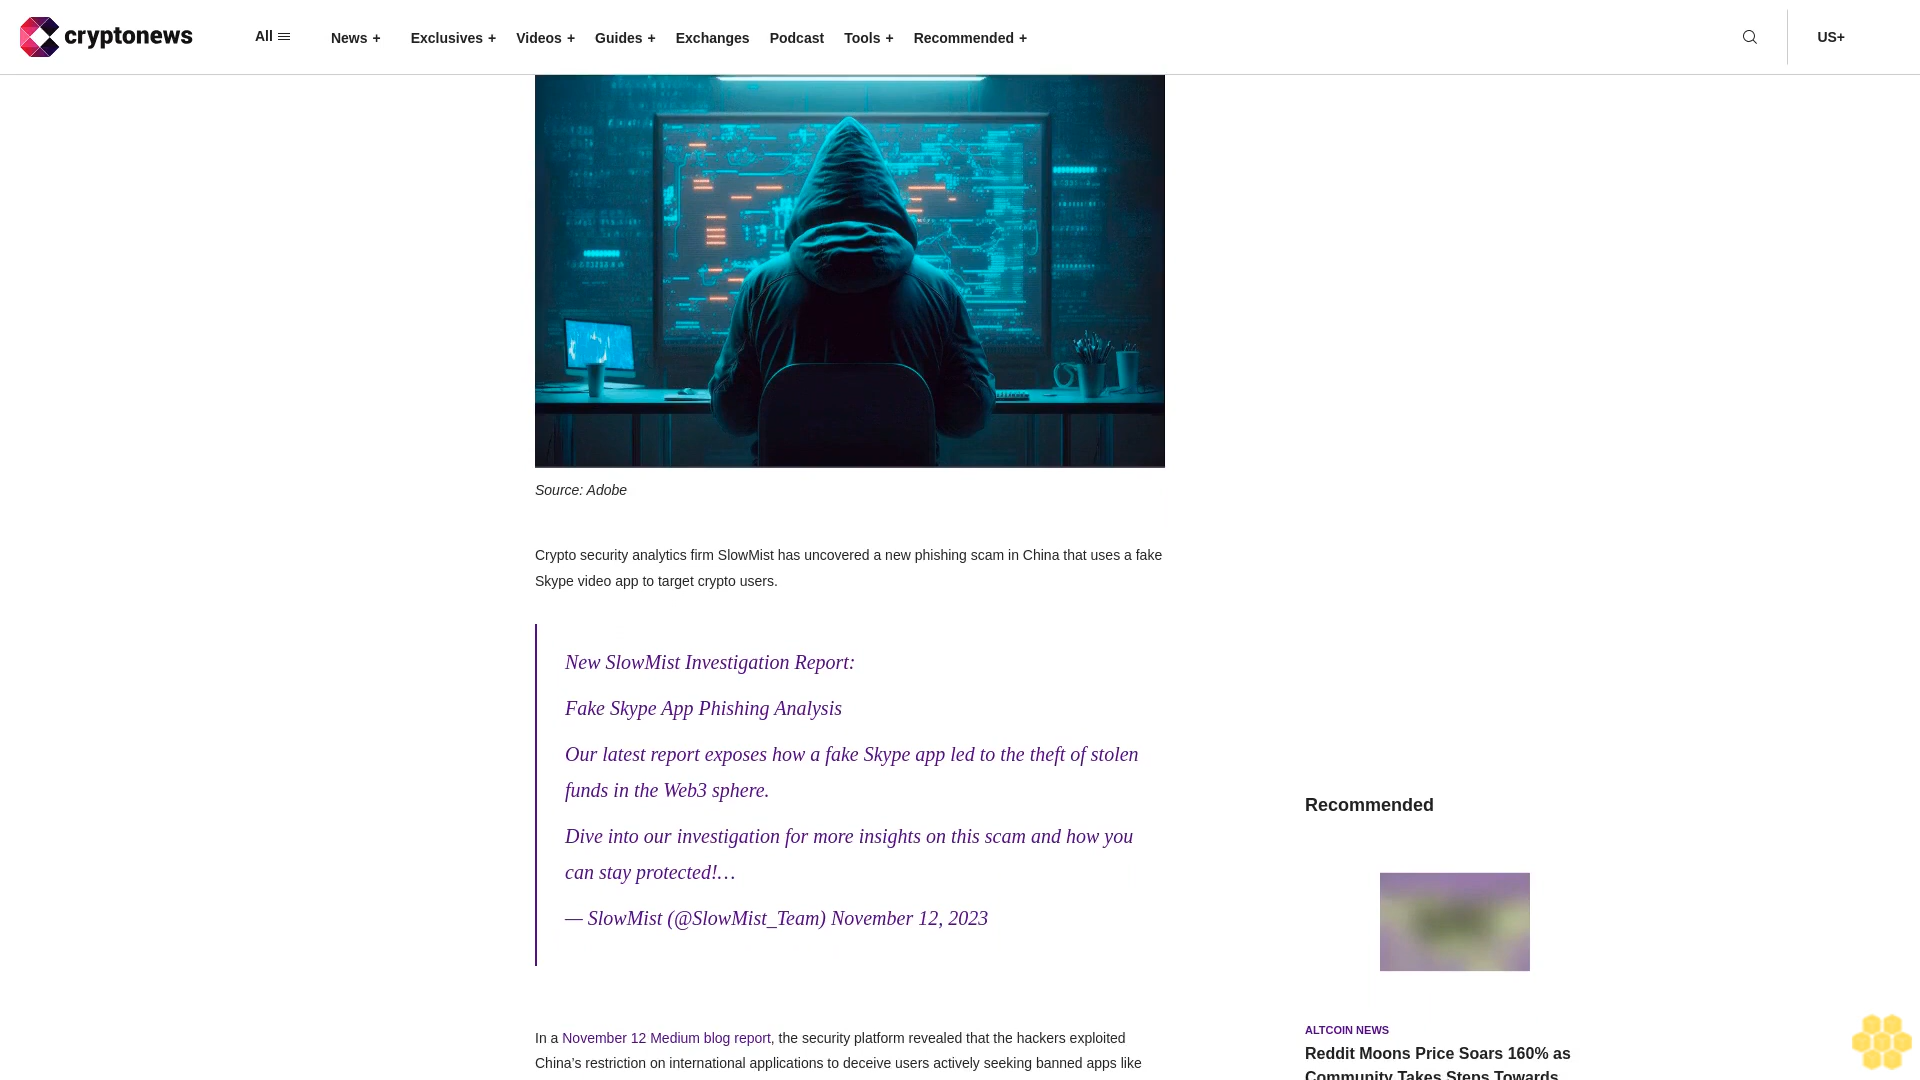 cryptonews
All
News +
Exclusives +
Videos +
Guides +
Exchanges
Podcast
Tools +
Recommended +
US+
Source: Adobe
Crypto security analytics firm SlowMist has uncovered a new phishing scam in China that uses a fake
Skype video app to target crypto users.
New SlowMist Investigation Report:
Fake Skype App Phishing Analysis
Our latest report exposes how a fake Skype app led to the theft of stolen
funds in the Web3 sphere.
Dive into our investigation for more insights on this scam and how you
can stay protected!…
— SlowMist (@SlowMist_Team) November 12, 2023
In a November 12 Medium blog report, the security platform revealed that the hackers exploited
China’s restriction on international applications to deceive users actively seeking banned apps like
Recommended
ALTCOIN NEWS
Reddit Moons Price Soars 160% as
Community Takes Steps Towards